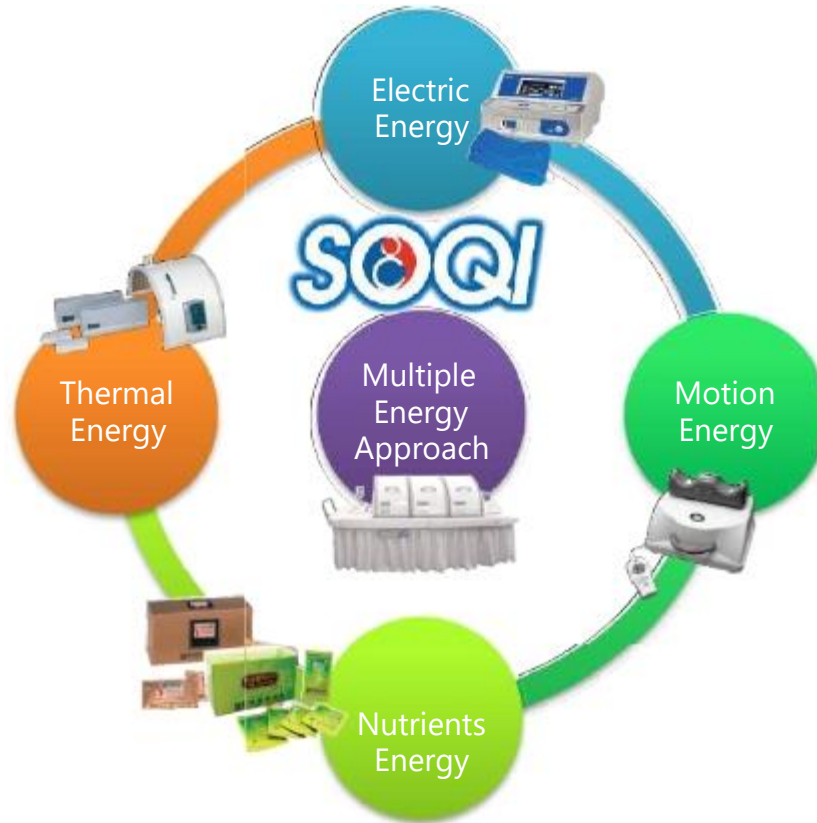 Electric
Energy
SOQI
Thermal
Energy
Multiple
Energy
Approach
Motion
Energy
Nutrients
Energy